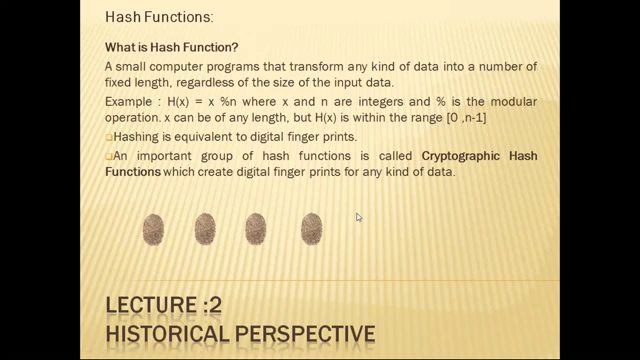 Hash Functions:
What is Hash Function?
A small computer programs that transform any kind of data into a number of
fixed length, regardless of the size of the input data.
Example : H(x) = x %n where x and n are integers and % is the modular
operation. x can be of any length, but H(x) is within the range [0 ,n-1]
Hashing is equivalent to digital finger prints.
An important group of hash functions is called Cryptographic Hash
Functions which create digital finger prints for any kind of data.
LECTURE :2
HISTORICAL PERSPECTIVE